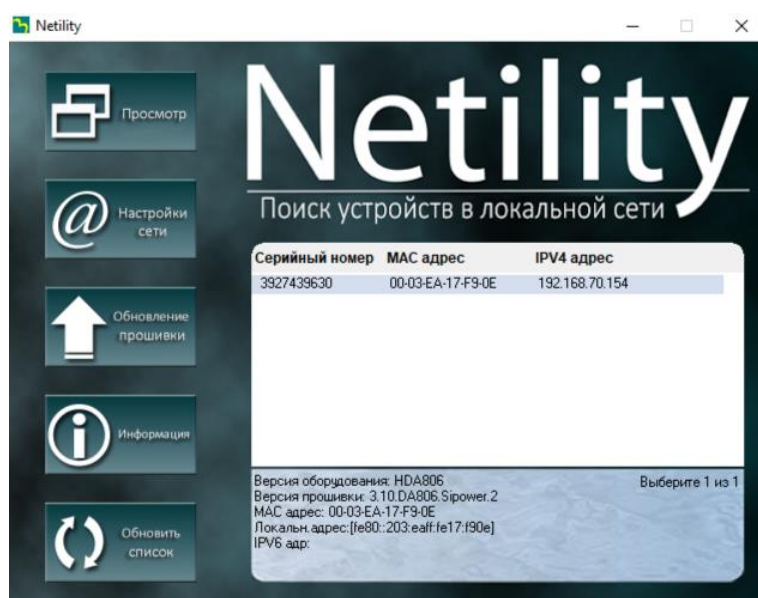 Netility
Просмотр
Netility
Поиск устройств в локальной сети
Настройки
сети
Серийный номер MAC адрес IPV4 адрес
3927439630 00-03-EA-17-F9-0E 192.168.70.154
Обновление
прошивки
Информация
Версия оборудования: HDA806 Выберите 1 из 1
Версия прошивки: 3.10.DA806.Sipower.2
MAC адрес: 00-03-EA-17-F9-0E
Локальн.адрес:[fe80::203:eaff:fe17:f90e]
IPV6 адр:
Обновить
список